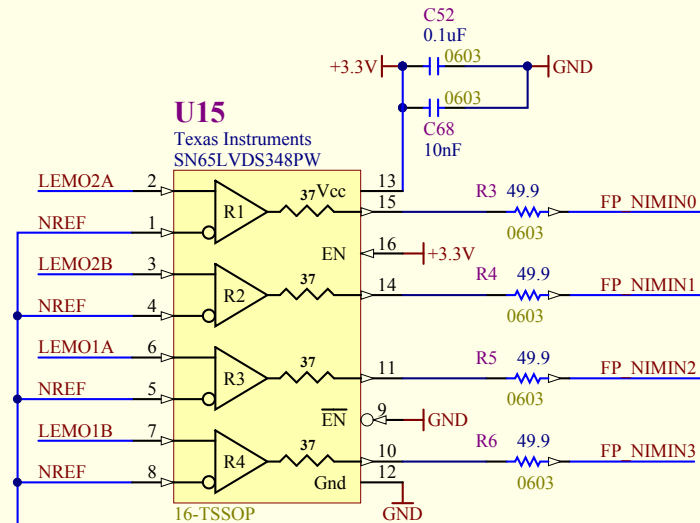 C52
0.1uF
+3.3V
0603
GND
0603
C68
10nF
U15
Texas Instruments
SN65LVDS348PW
LEMO2A 2 R1 37 Vcc 13
NREF 1 15 R3 49.9 FP_NIMIN0
0603
EN 16 +3.3V
LEMO2B 3 R2 37 14 R4 49.9 FP_NIMIN1
NREF 4 0603
LEMO1A 6 R3 37 11 R5 49.9 FP_NIMIN2
NREF 5 0603
EN 9 GND
LEMO1B 7 R4 37 10 R6 49.9 FP_NIMIN3
NREF 8 Gnd 12 0603
16-TSSOP
GND